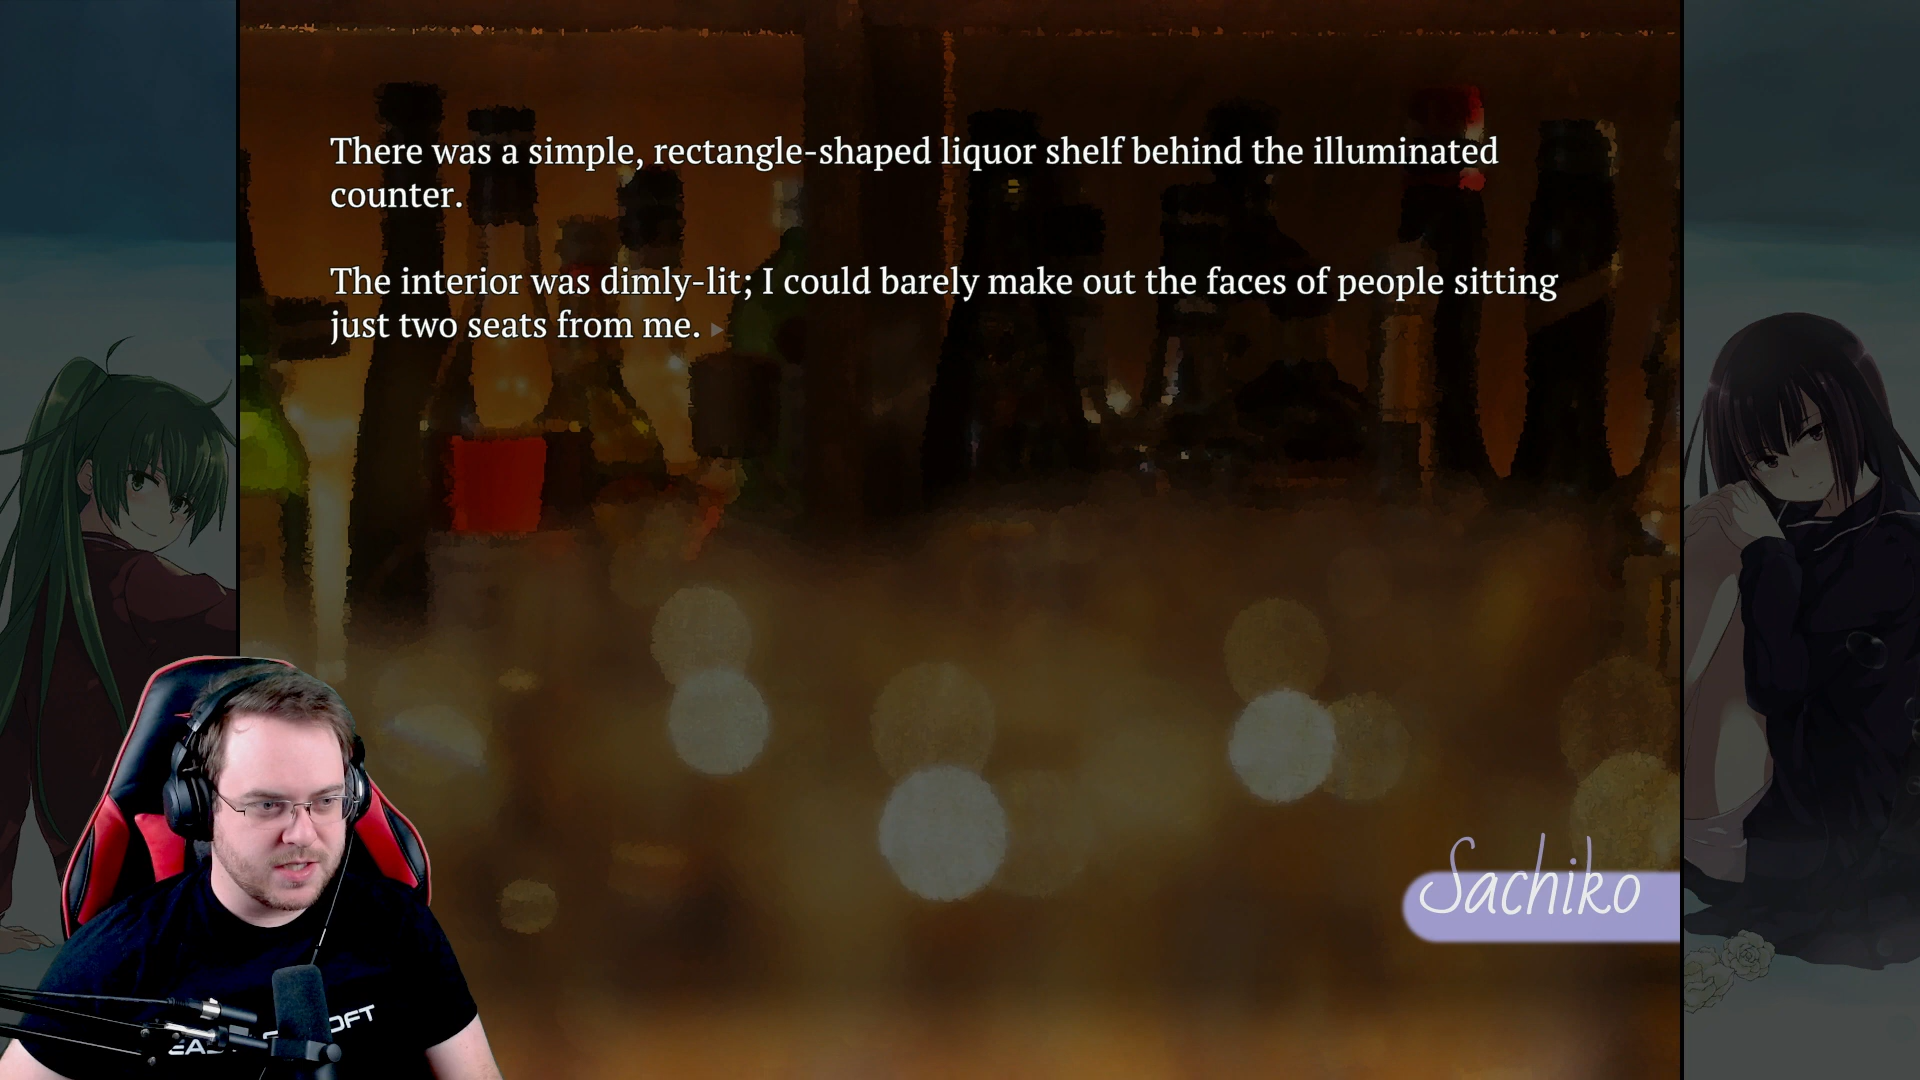 There was a simple, rectangle-shaped liquor shelf behind the illuminated
counter.
The interior was dimly-lit; I could barely make out the faces of people sitting
just two seats from me.
Sachiko